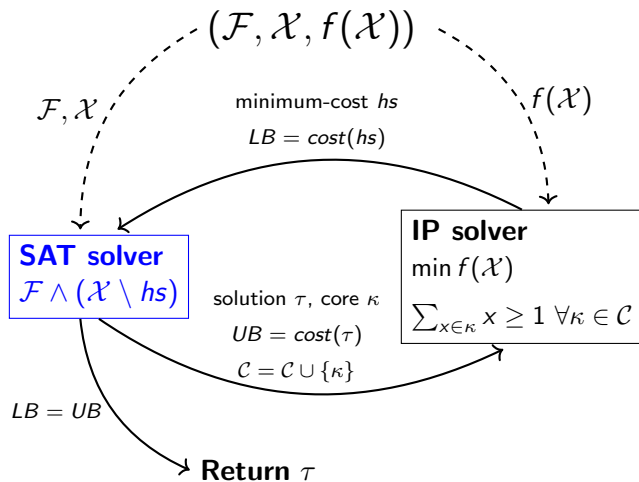 (ℱ, 𝒳, f(𝒳))
ℱ, 𝒳
f(𝒳)
minimum-cost hs
LB = cost(hs)
SAT solver
ℱ ∧ (𝒳 \ hs)
IP solver
min f(𝒳)
∑_{x∈κ} x ≥ 1 ∀κ ∈ 𝒞
solution τ, core κ
UB = cost(τ)
𝒞 = 𝒞 ∪ {κ}
LB = UB
Return τ